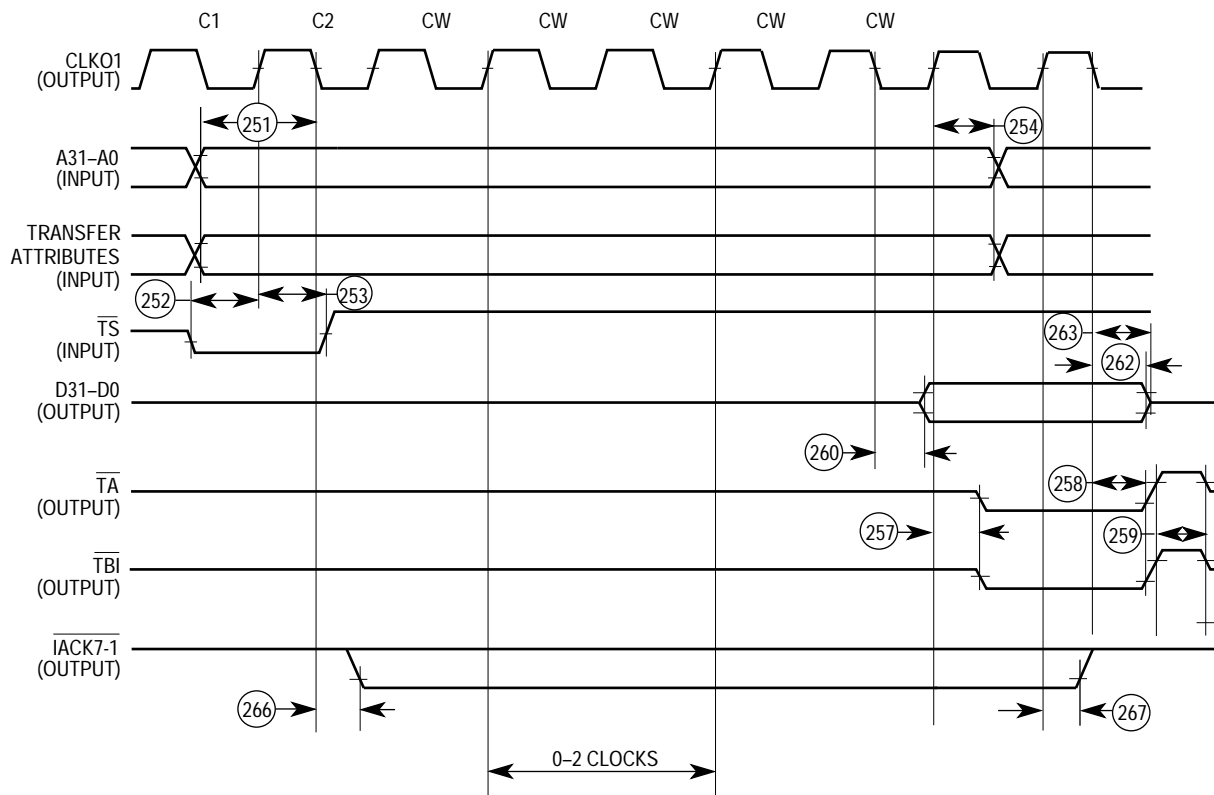 C1 C2 CW CW CW CW CW
CLKO1
(OUTPUT)
251
254
A31–A0
(INPUT)
TRANSFER
ATTRIBUTES
(INPUT)
252
253
TS
(INPUT)
263
262
D31–D0
(OUTPUT)
260
TA
(OUTPUT)
258
257
259
TBI
(OUTPUT)
IACK7-1
(OUTPUT)
266
267
0–2 CLOCKS